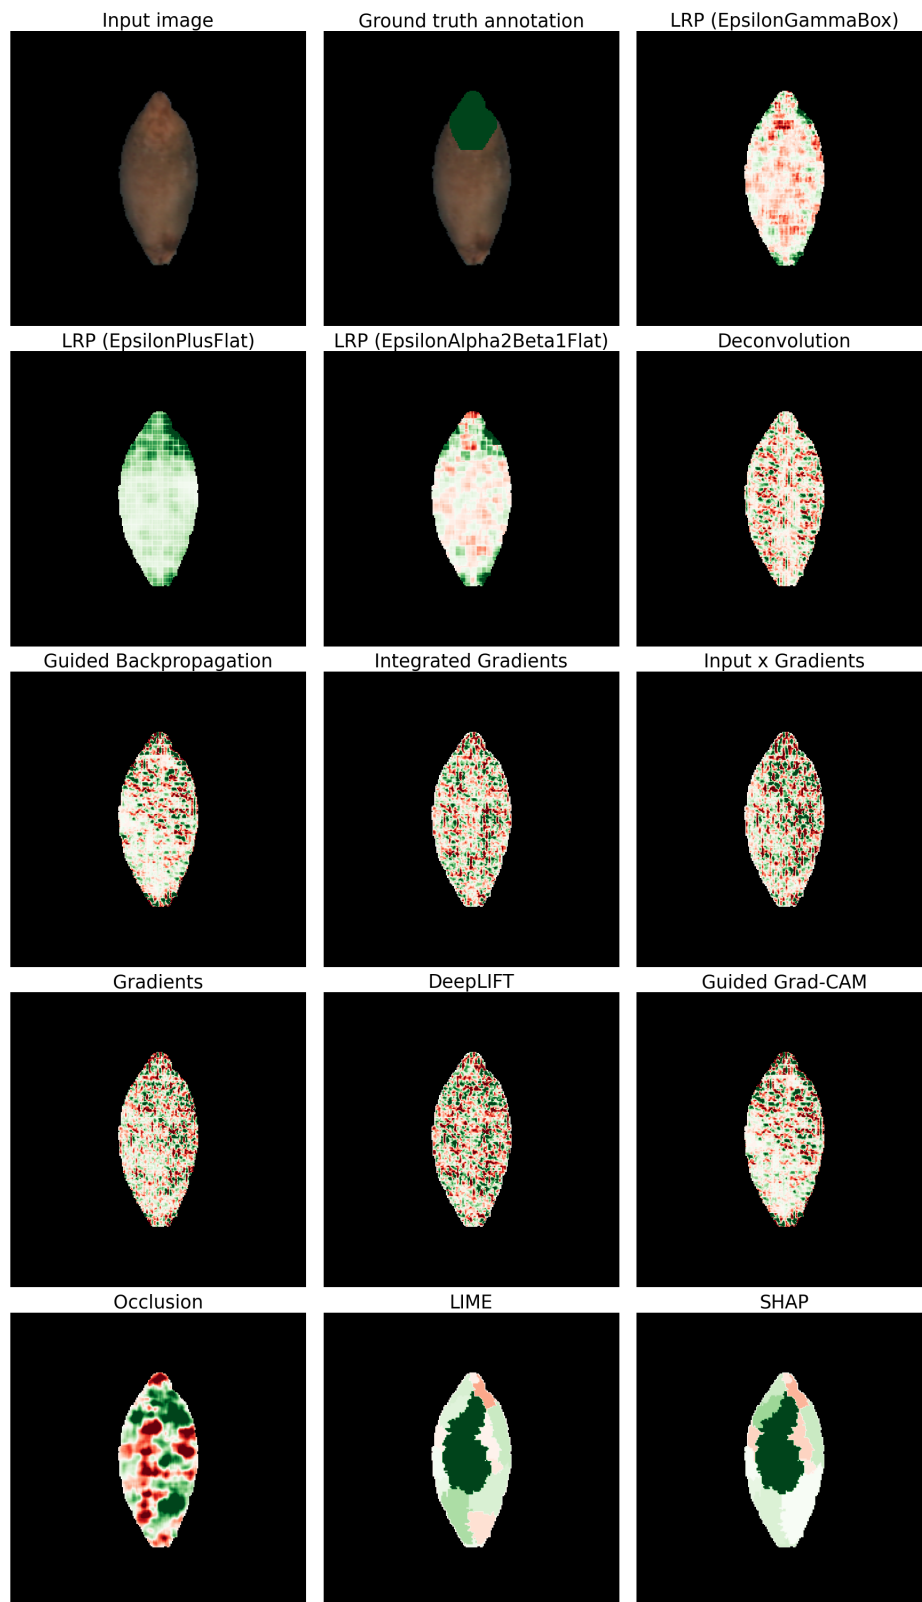 Input image
Ground truth annotation
LRP (EpsilonGammaBox)
LRP (EpsilonPlusFlat)
LRP (EpsilonAlpha2Beta1Flat)
Deconvolution
Guided Backpropagation
Integrated Gradients
Input x Gradients
Gradients
DeepLIFT
Guided Grad-CAM
Occlusion
LIME
SHAP